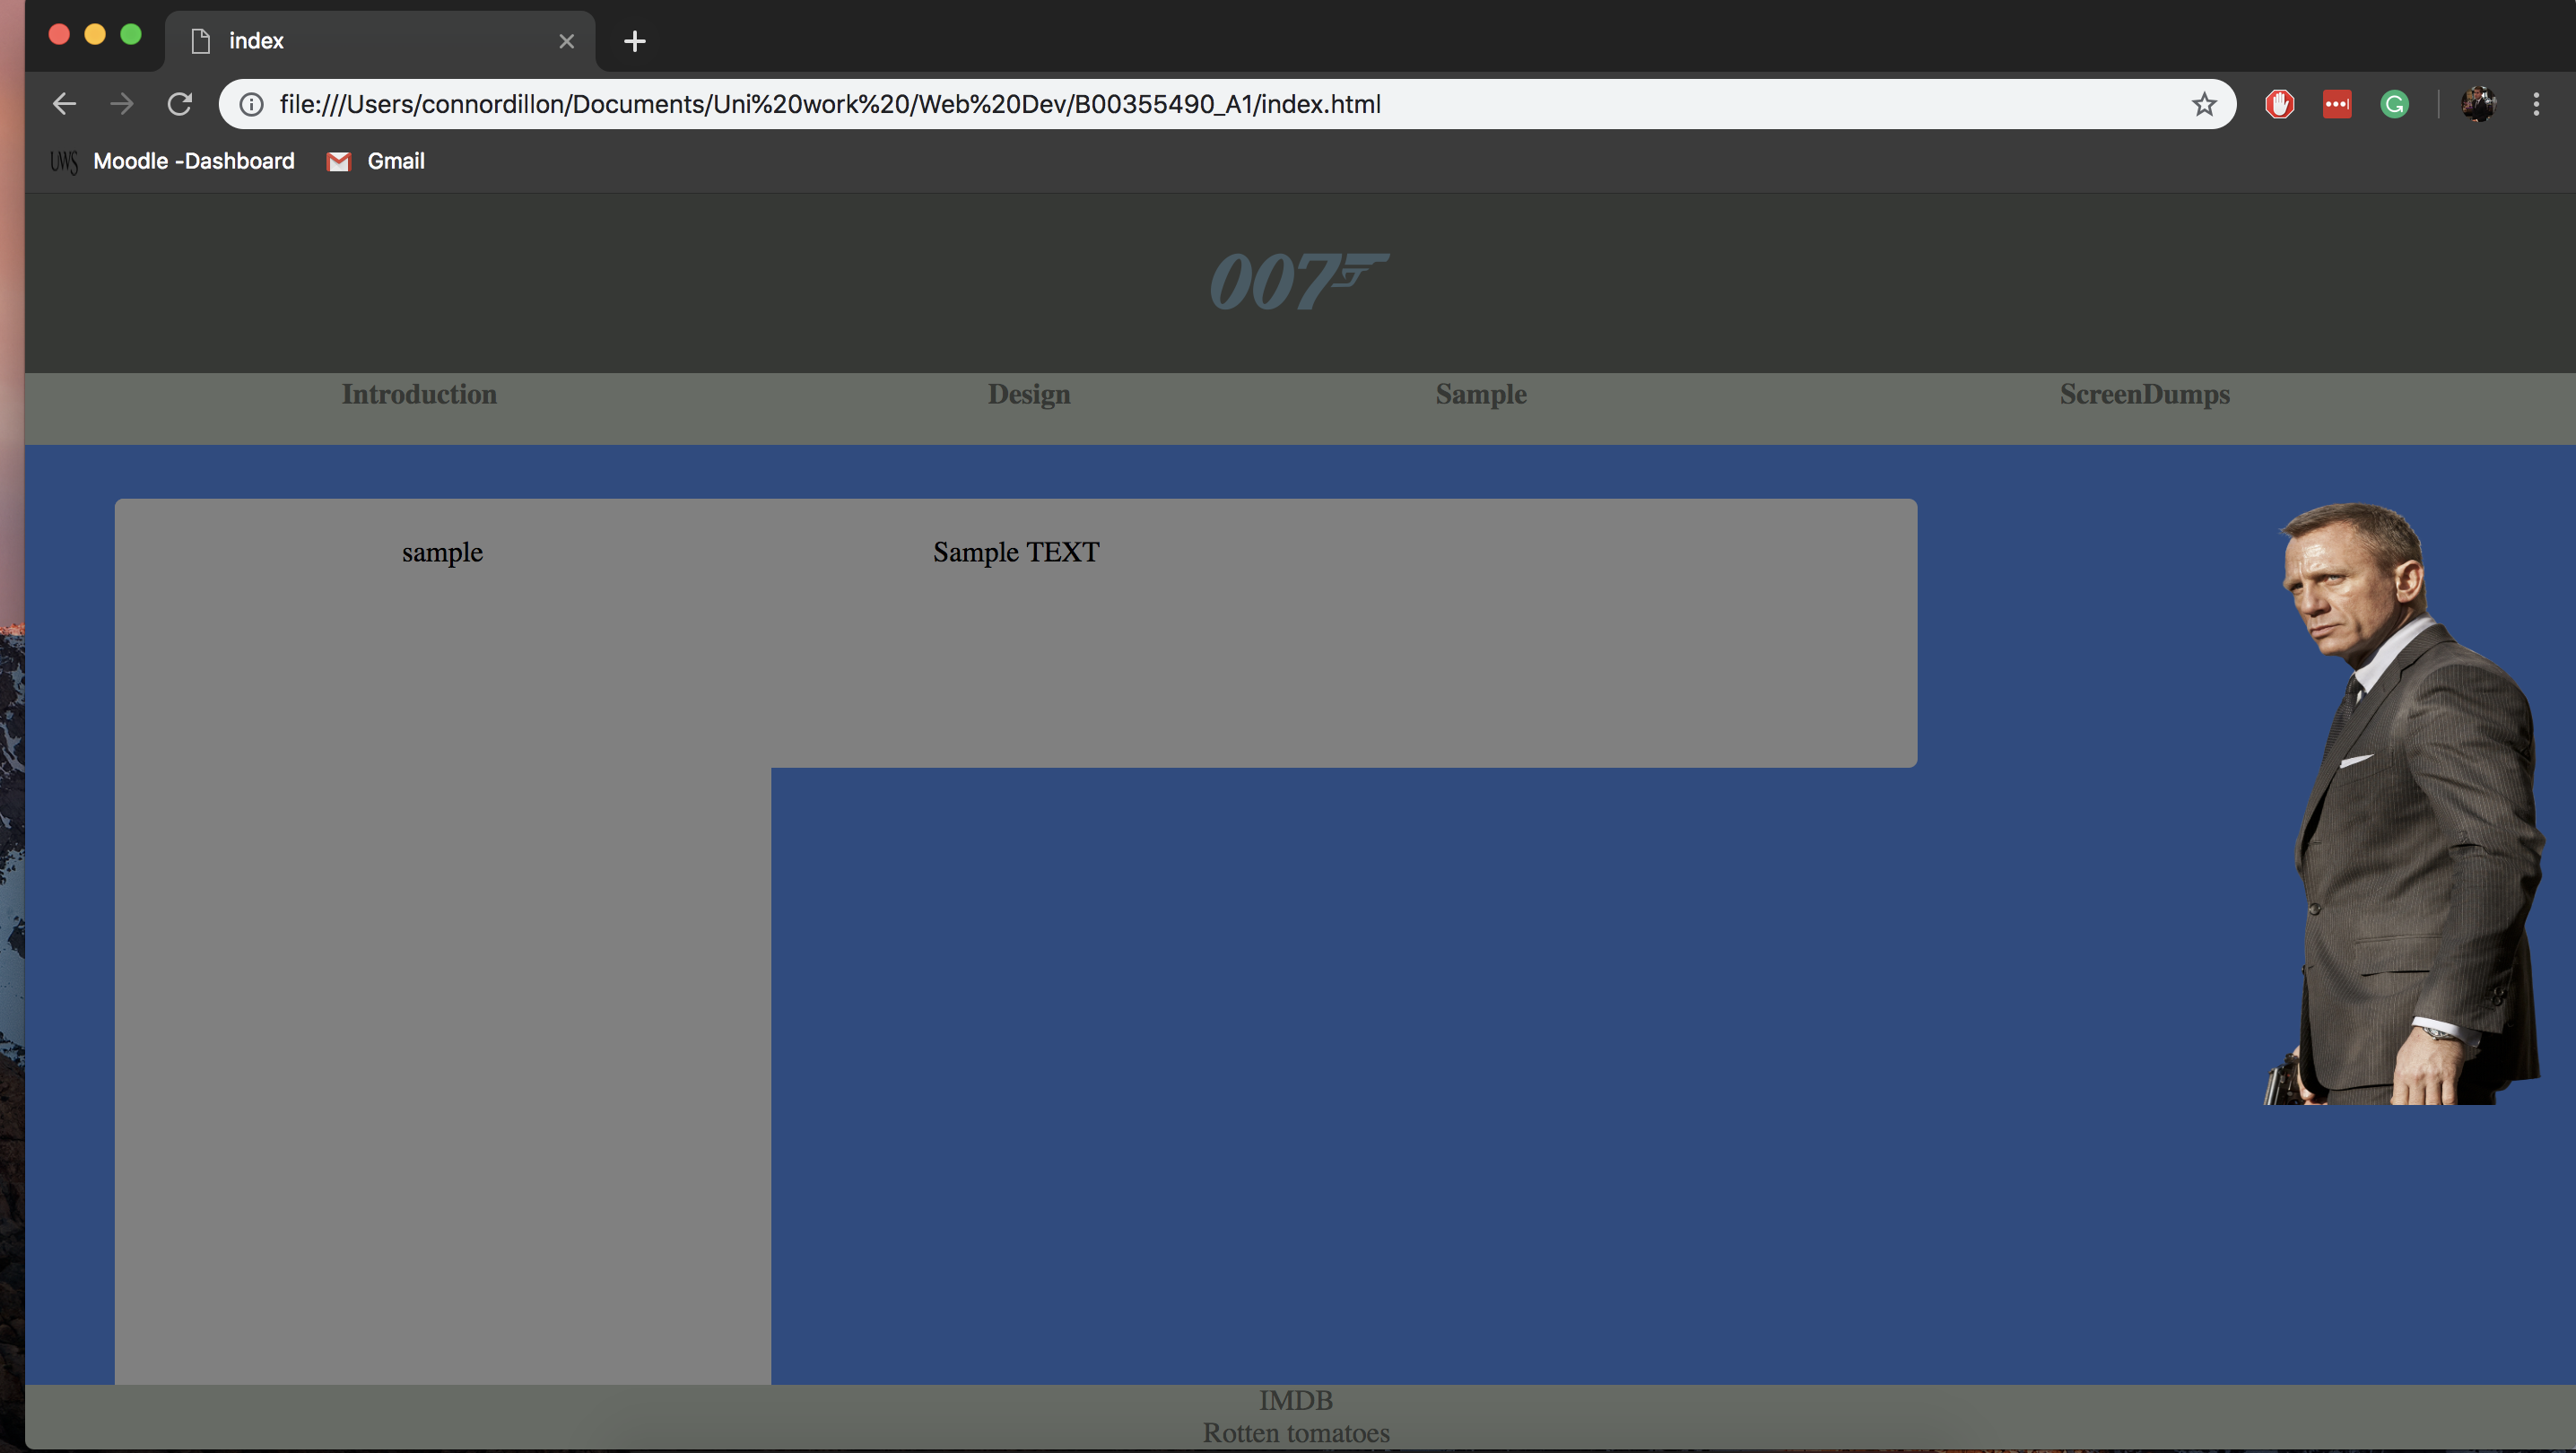 index
file:///Users/connordillon/Documents/Uni%20work%20/Web%20Dev/B00355490_A1/index.html
UWS Moodle -Dashboard Gmail
007
Introduction Design Sample ScreenDumps
sample Sample TEXT
IMDB
Rotten tomatoes